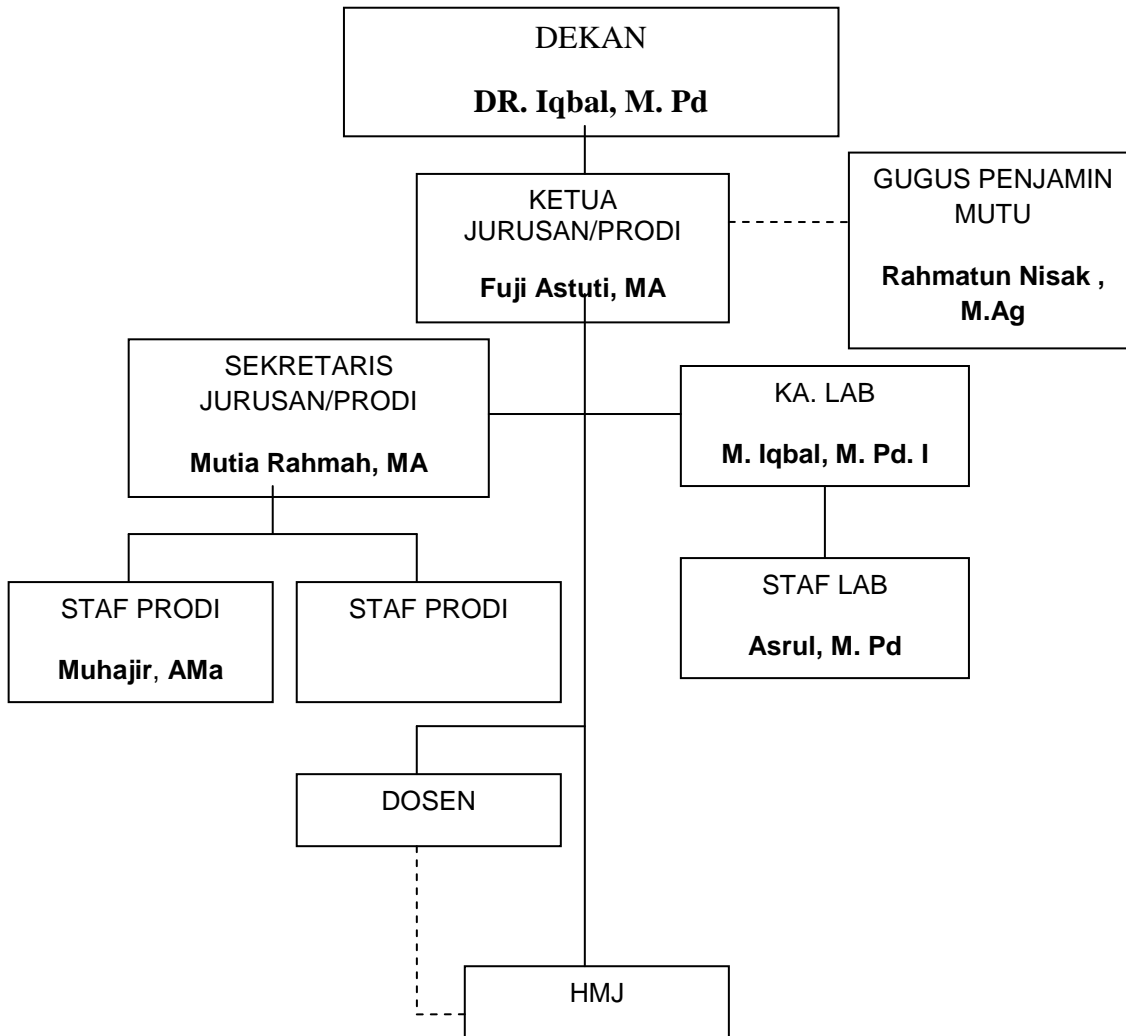 DEKAN
DR. Iqbal, M. Pd
KETUA
JURUSAN/PRODI
Fuji Astuti, MA
GUGUS PENJAMIN
MUTU
Rahmatun Nisak ,
M.Ag
SEKRETARIS
JURUSAN/PRODI
Mutia Rahmah, MA
KA. LAB
M. Iqbal, M. Pd. I
STAF PRODI
Muhajir, AMa
STAF PRODI
STAF LAB
Asrul, M. Pd
DOSEN
HMJ